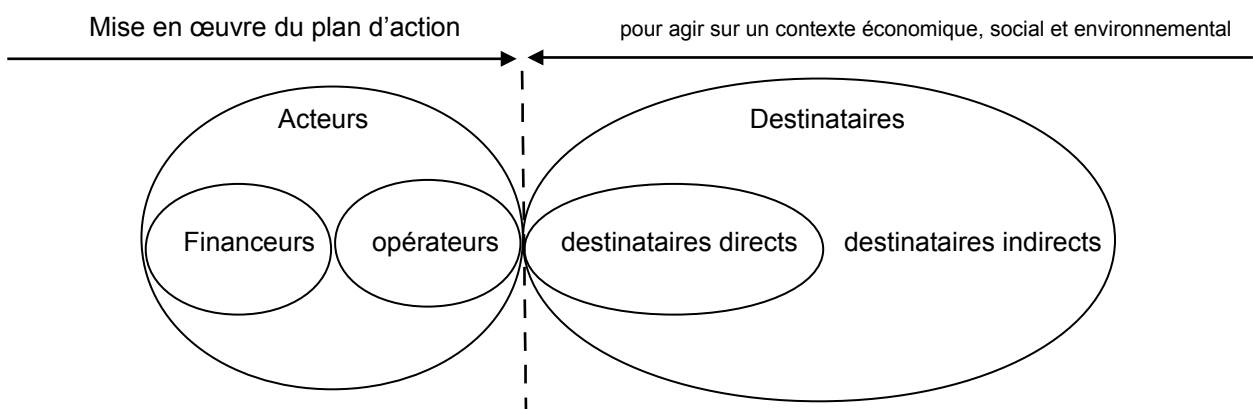 Mise en œuvre du plan d’action
pour agir sur un contexte économique, social et environnemental
Acteurs
Destinataires
Financeurs
opérateurs
destinataires directs
destinataires indirects